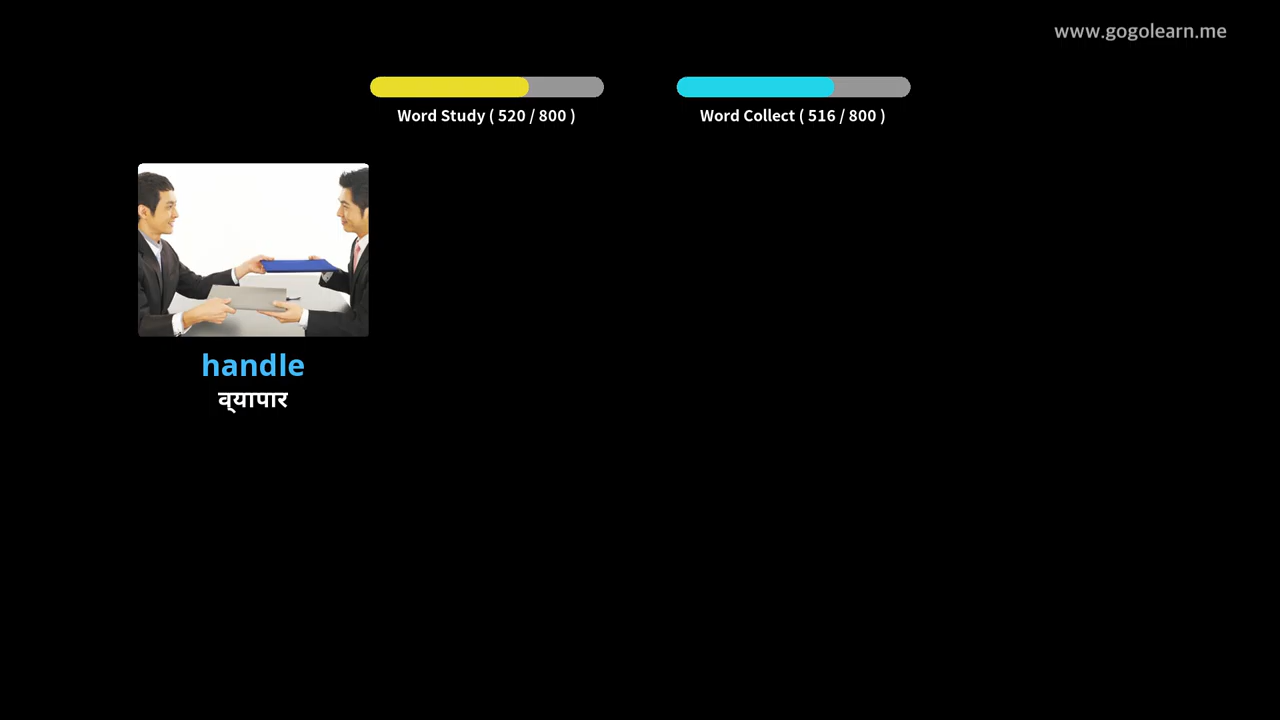 www.gogolearn.me
Word Study ( 520 / 800 )
Word Collect ( 516 / 800 )
handle
व्यापार